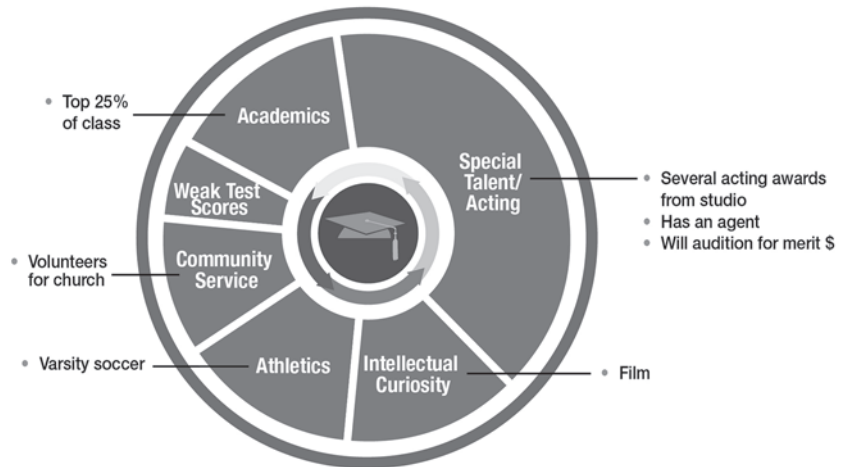 Academics
• Top 25%
of class
Special
Talent/
Acting
• Several acting awards
from studio
• Has an agent
• Will audition for merit $
Weak Test
Scores
Community
Service
• Volunteers
for church
Athletics
• Varsity soccer
Intellectual
Curiosity
• Film